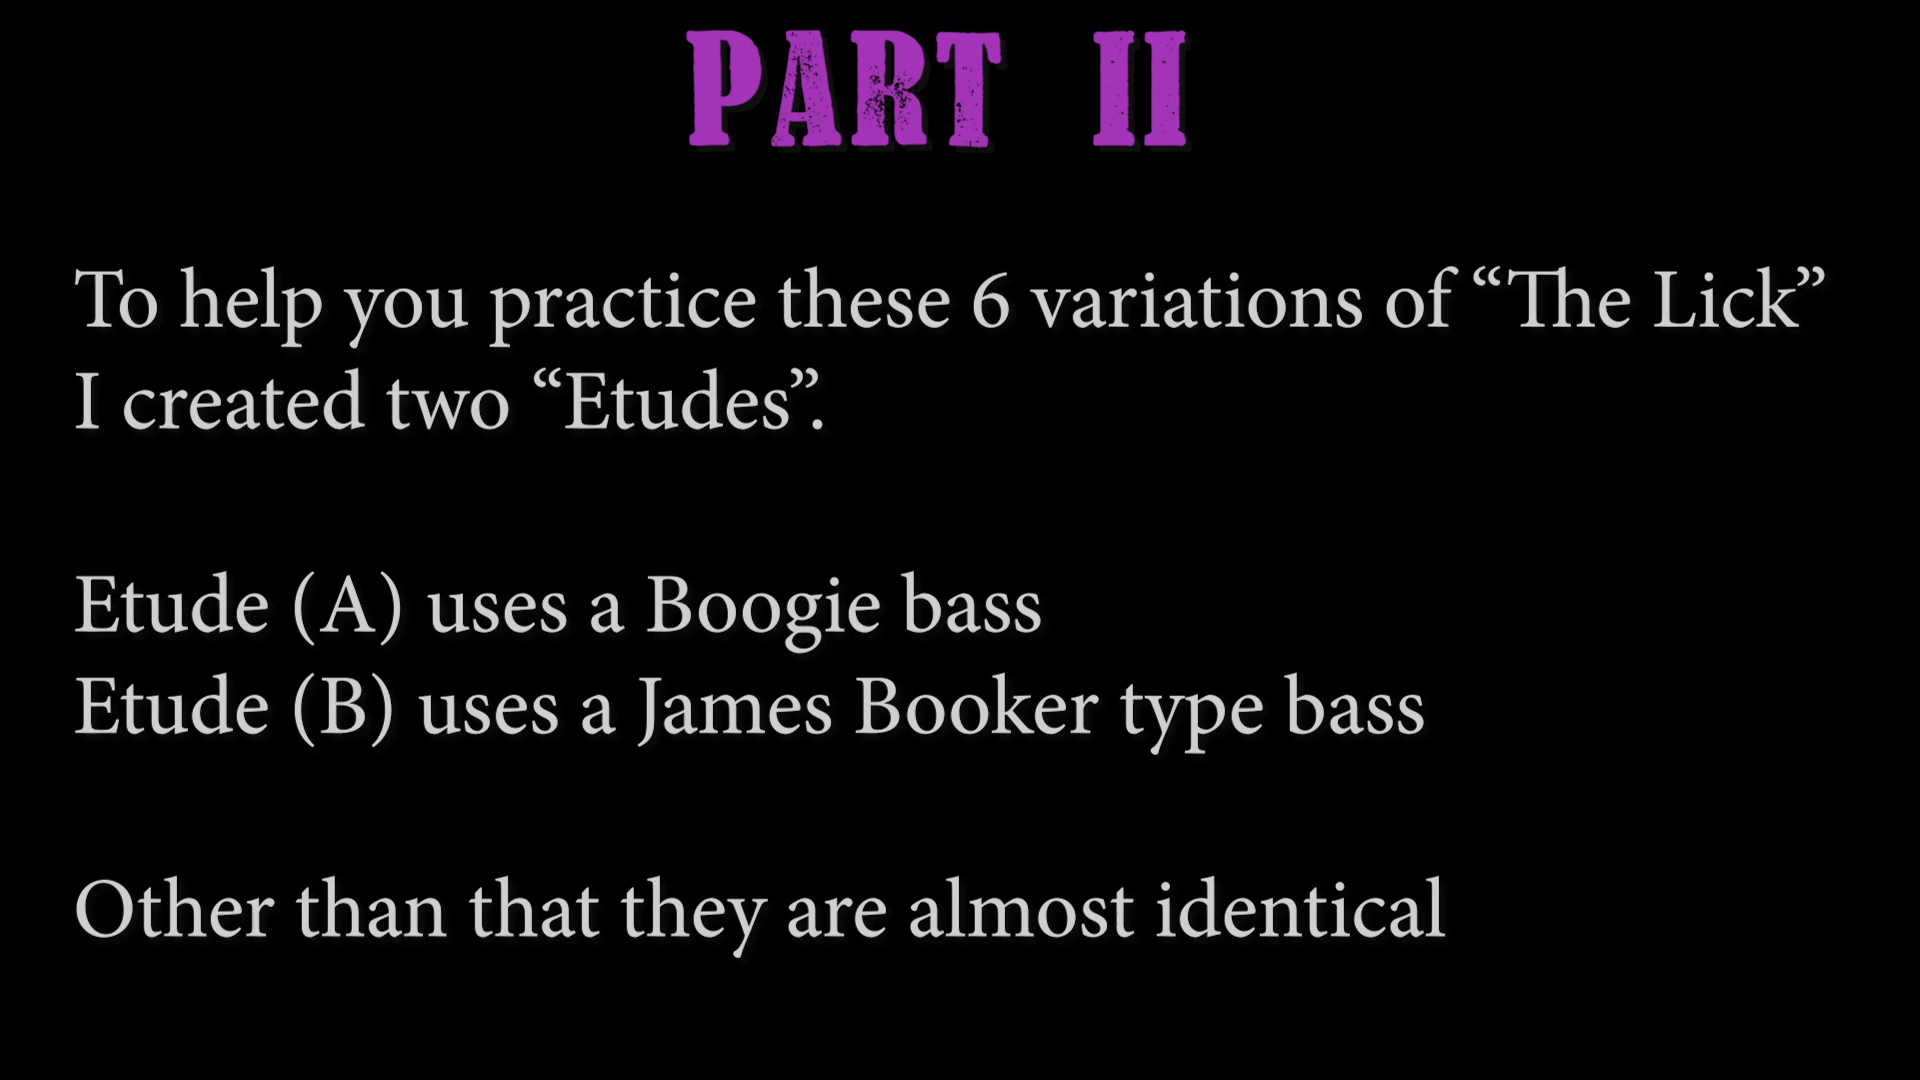 PART II
To help you practice these 6 variations of “The Lick”
I created two “Etudes”.
Etude (A) uses a Boogie bass
Etude (B) uses a James Booker type bass
Other than that they are almost identical